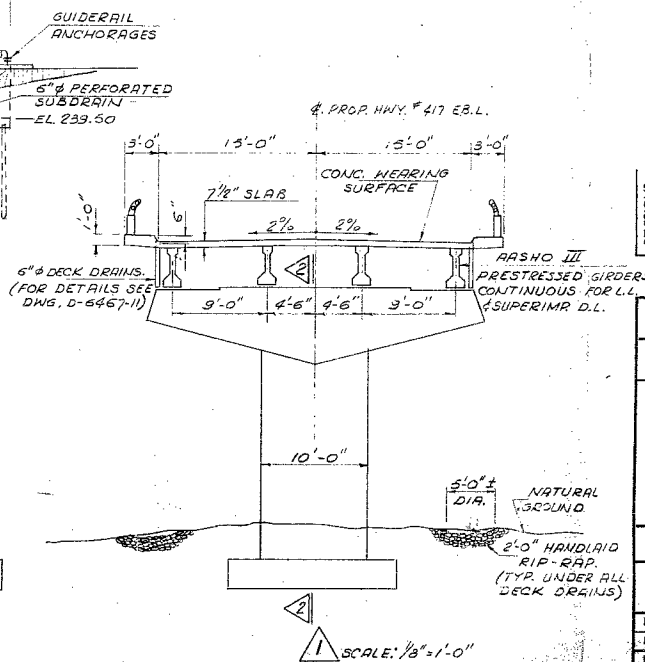 GUIDERAIL
ANCHORAGES
6"φ PERFORATED
SUBDRAIN
EL. 239.50
℄ PROP. HWY. # 417 E.B.L.
3'-0" 15'-0" 15'-0" 3'-0"
CONC. WEARING
SURFACE
7½" SLAB
6"
1'-0"
2% 2%
6"φ DECK DRAINS.
(FOR DETAILS SEE
DWG. D-6467-11)
2
AASHO III
PRESTRESSED GIRDERS
CONTINUOUS FOR L.L.
& SUPERIMP. D.L.
9'-0" 4'-6" 4'-6" 9'-0"
10'-0"
5'-0" ±
DIA.
NATURAL
GROUND
2'-0" HANDLAID
RIP-RAP.
(TYP. UNDER ALL
DECK DRAINS)
2
1 SCALE: 1/8" = 1'-0"